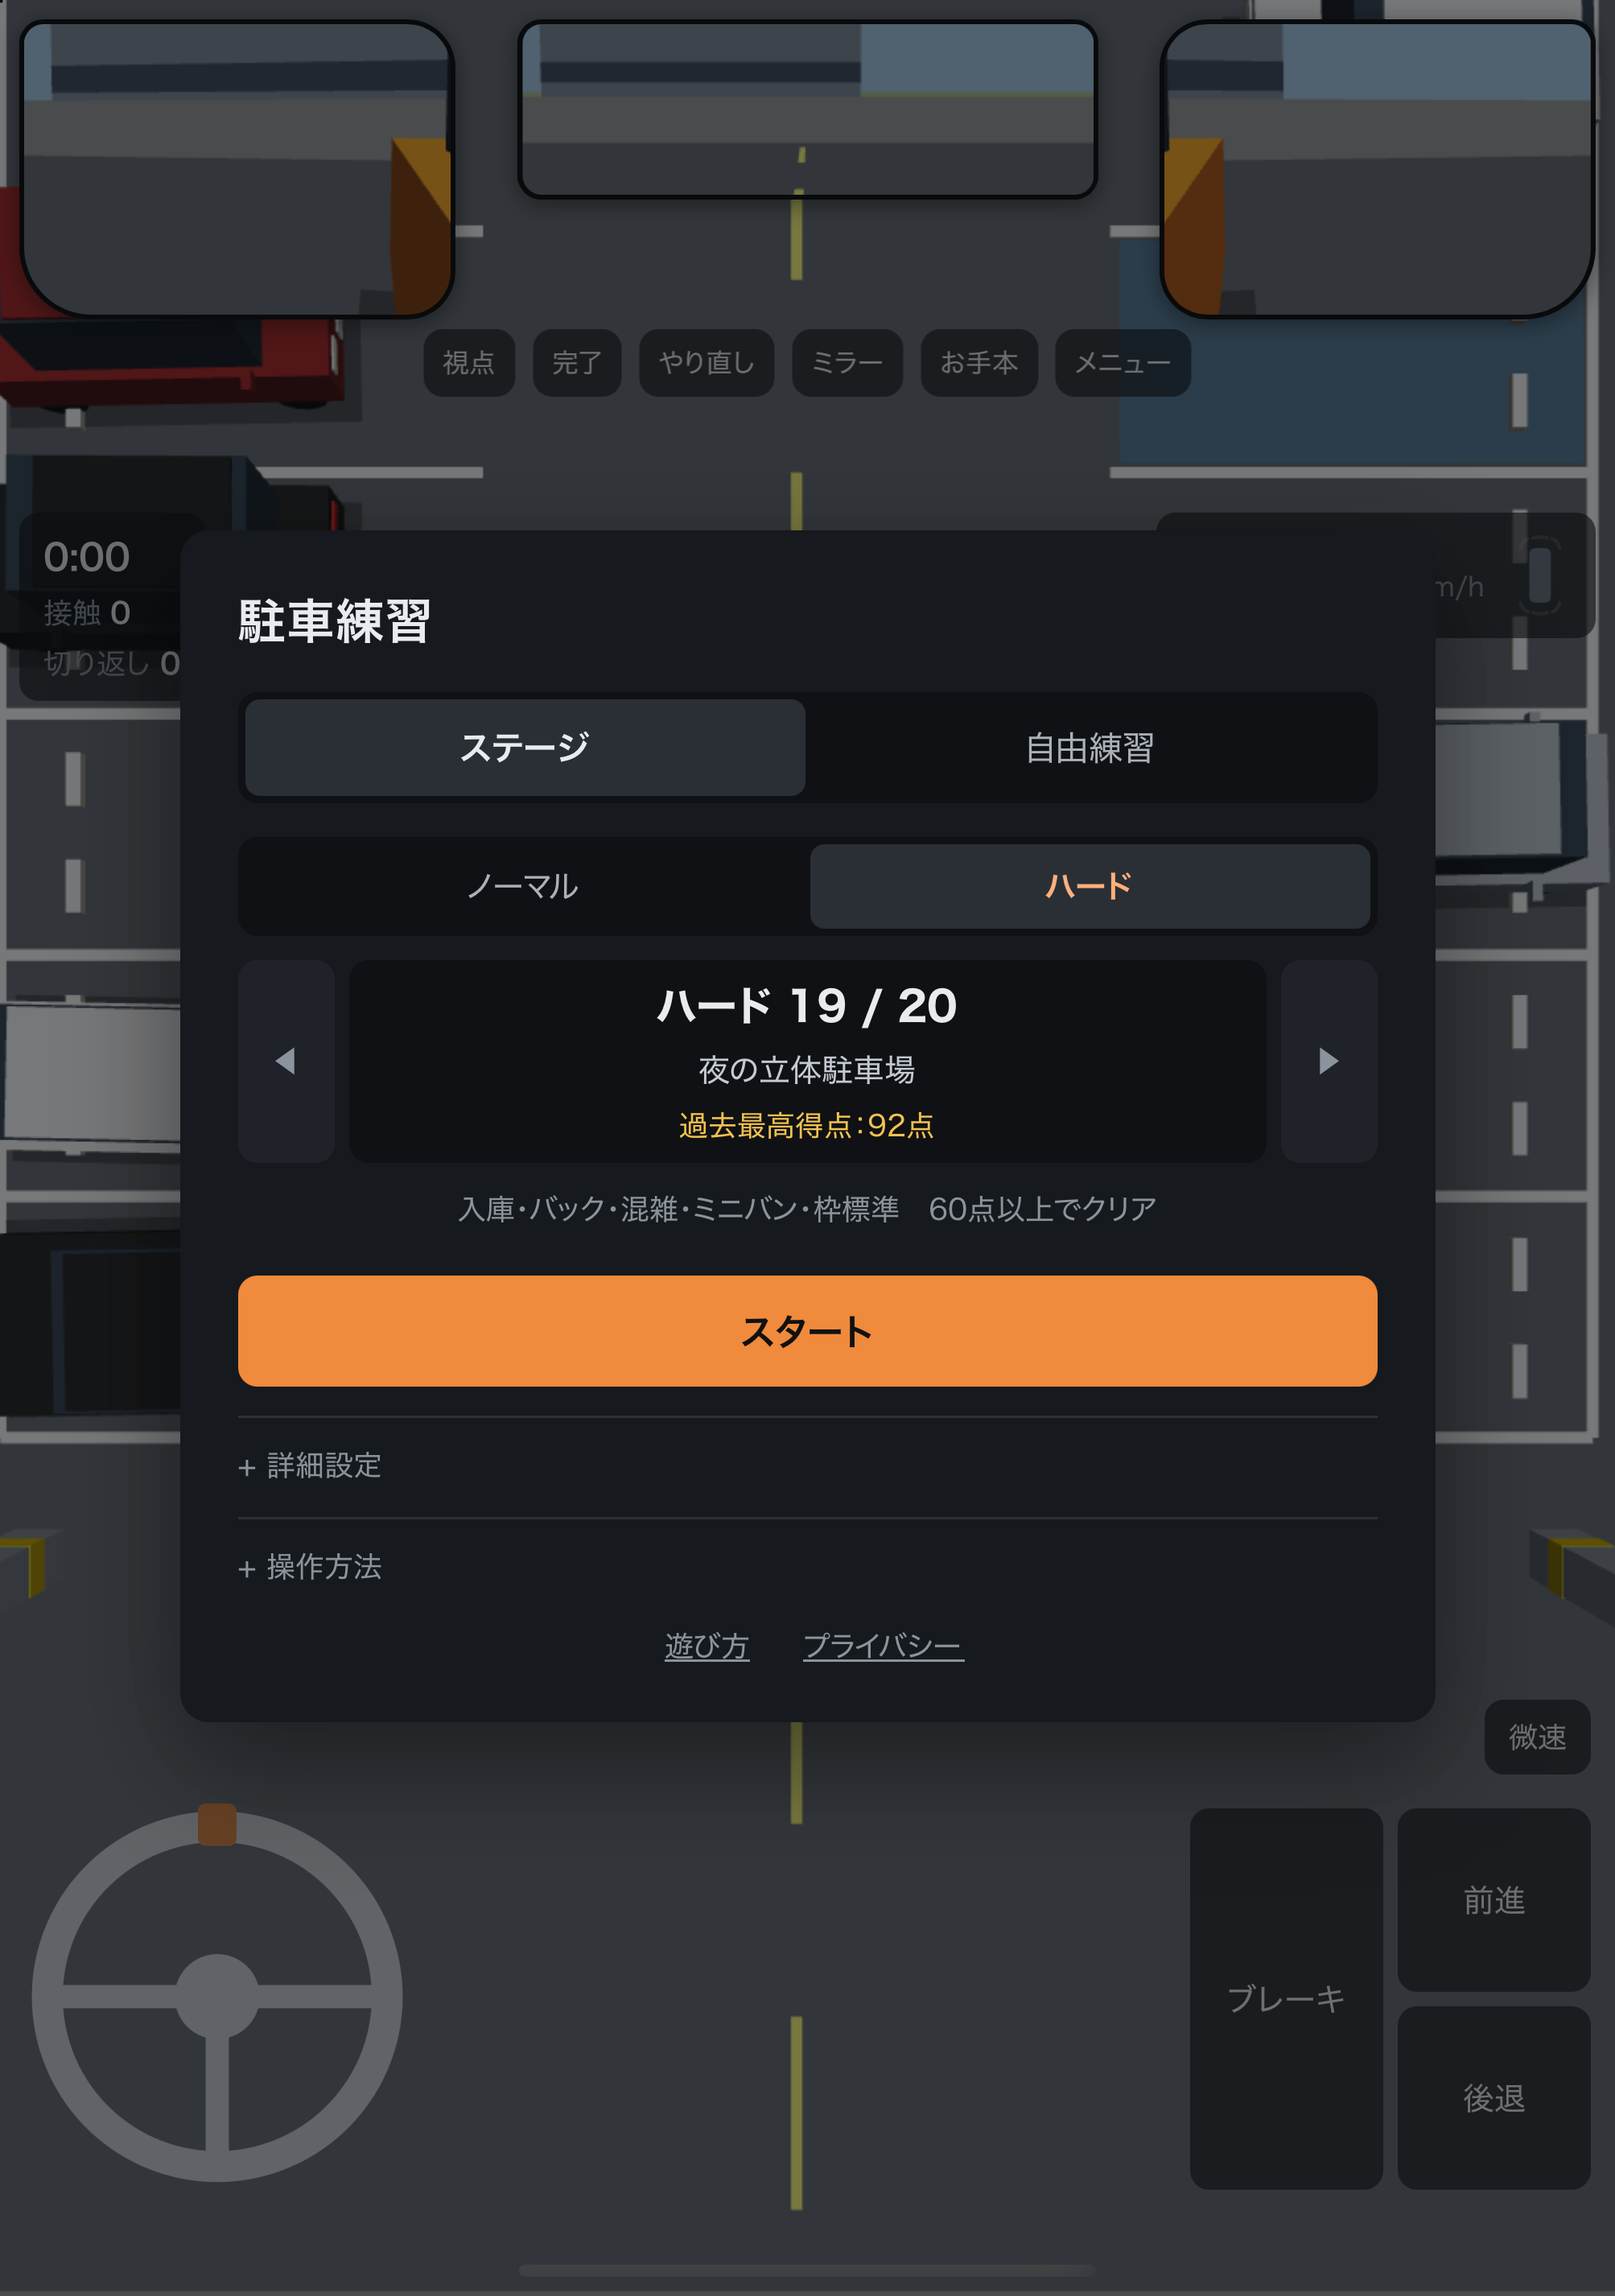 視点 完了 やり直し ミラー お手本 メニュー
0:00
接触 0
切り返し 0
m/h
駐車練習
ステージ 自由練習
ノーマル ハード
ハード 19 / 20
夜の立体駐車場
過去最高得点：92点
入庫・バック・混雑・ミニバン・枠標準　60点以上でクリア
スタート
+ 詳細設定
+ 操作方法
遊び方 プライバシー
微速
ブレーキ
前進
後退